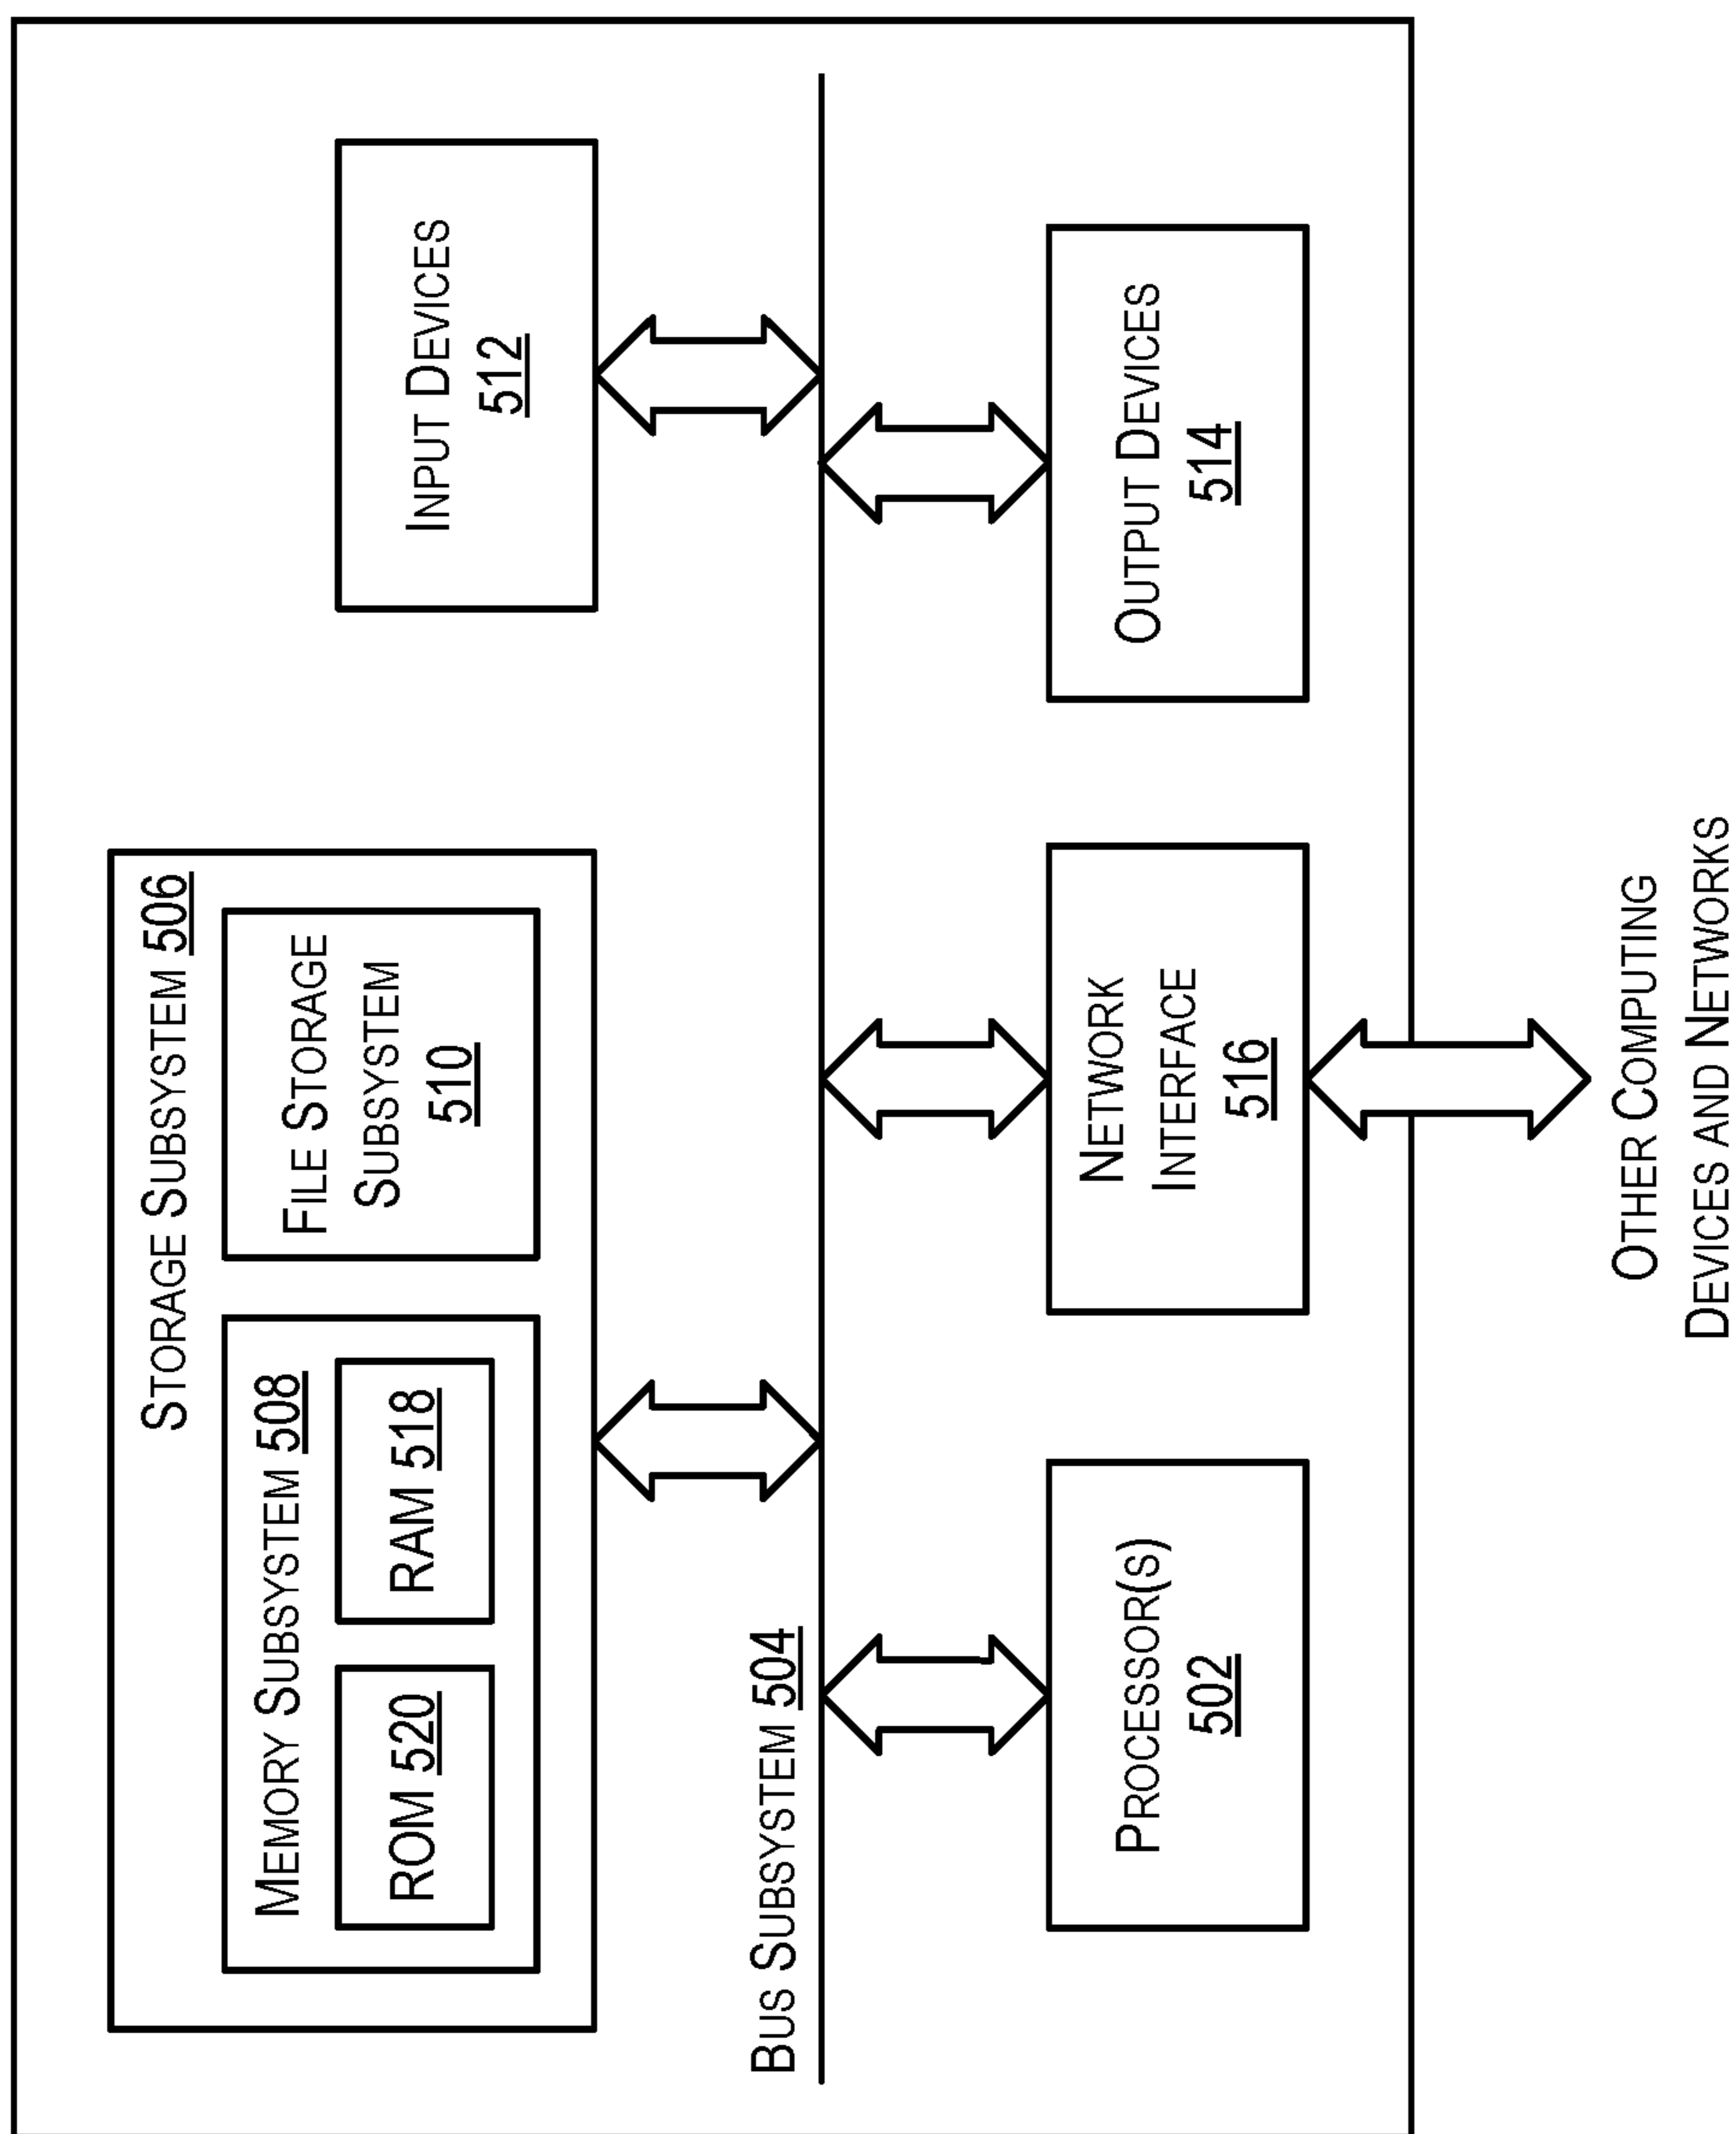 STORAGE SUBSYSTEM 506
MEMORY SUBSYSTEM 508
ROM 520
RAM 518
FILE STORAGE
SUBSYSTEM
510
INPUT DEVICES
512
BUS SUBSYSTEM 504
PROCESSOR(S)
502
NETWORK
INTERFACE
516
OUTPUT DEVICES
514
OTHER COMPUTING
DEVICES AND NETWORKS